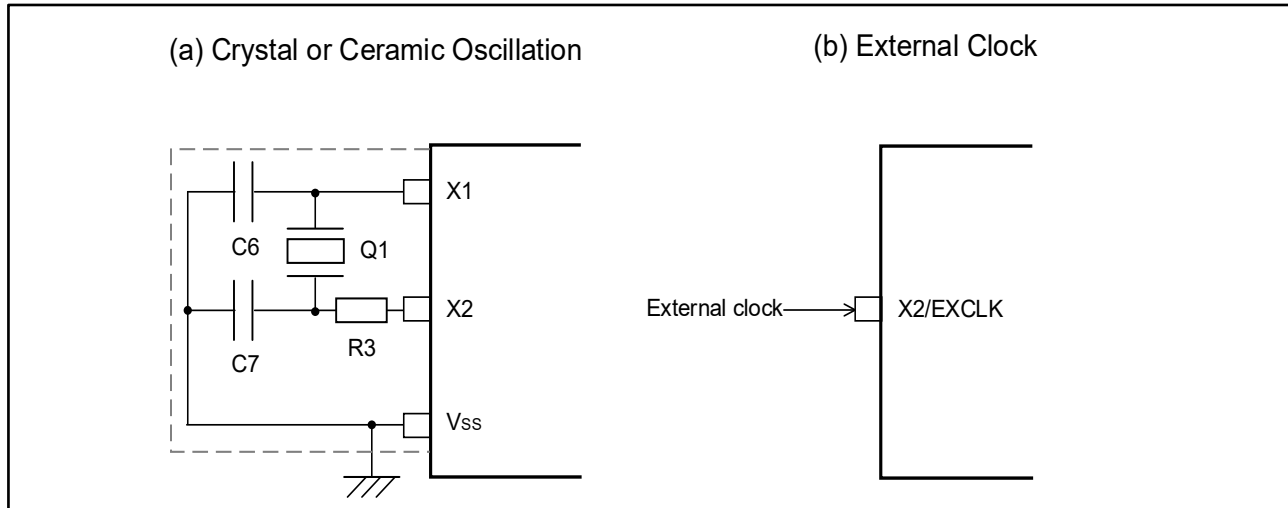 (a) Crystal or Ceramic Oscillation
(b) External Clock
X1
C6
Q1
X2
R3
C7
Vss
External clock
X2/EXCLK